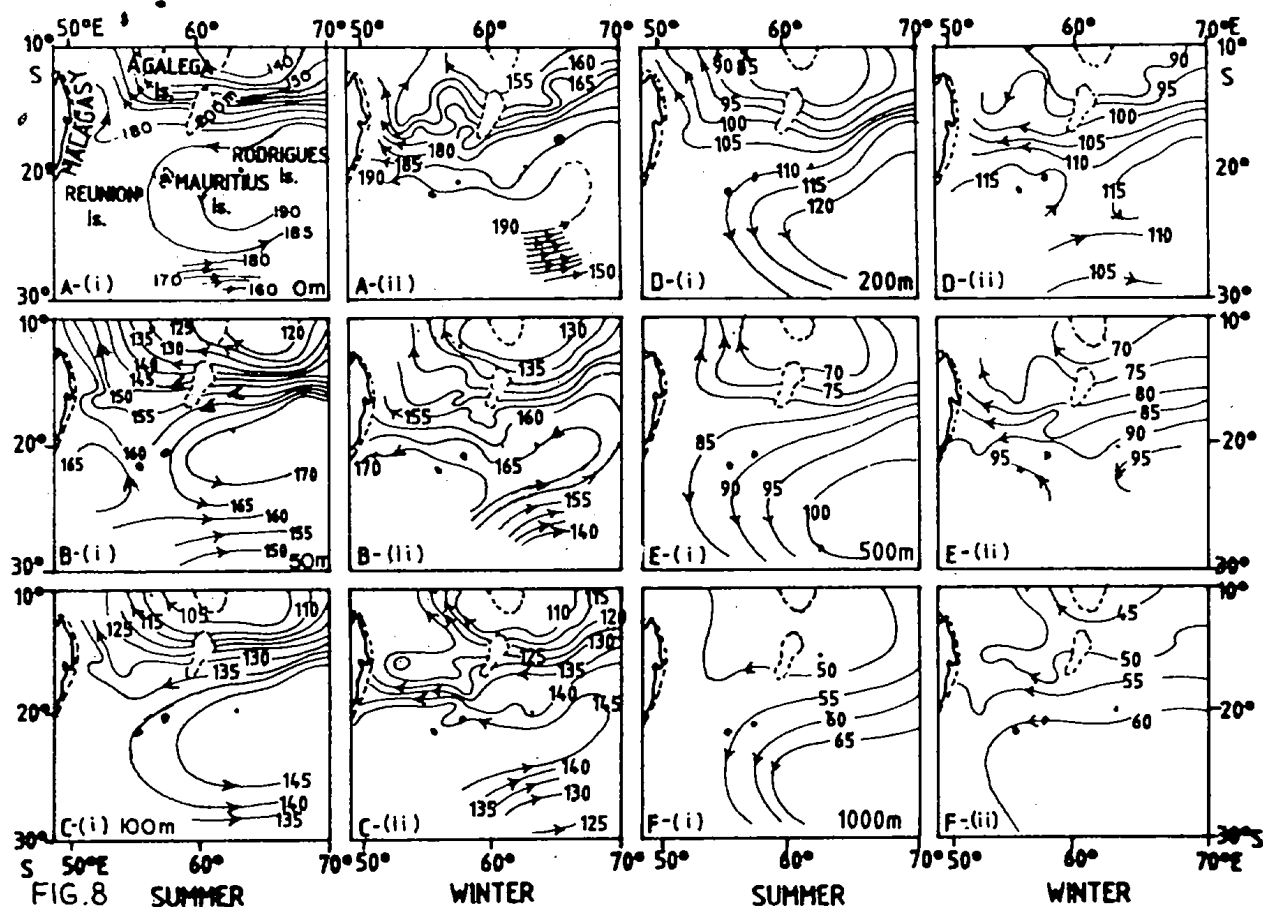 50°E 60° 70° 50° 60° 70° 50° 60° 70° 50° 60° 70°E
10° S 10° S
AGALEGA Is.
MALAGASY
200m
RODRIGUES Is.
MAURITIUS Is.
REUNION Is.
140 150 180 190 185 180 170 160
A-(i) 0m
155 160 165 180 185 190 190 150
A-(ii)
90 85 95 100 105 110 115 120
D-(i) 200m
90 95 100 105 110 115 115 110 105
D-(ii)
20° 20°
30° 30°
10° 10°
125 120 135 130 140 145 150 155 160 165 170 165 160 155 150
B-(i) 50m
130 135 155 160 165 170 155 140
B-(ii)
70 75 85 90 95 100
E-(i) 500m
70 75 80 85 90 95 95
E-(ii)
20° 20°
30° 30°
10° 10°
110 105 115 125 130 135 145 140 135
C-(i) 100m
115 110 120 130 125 135 140 145 140 135 130 125
C-(ii)
50 55 60 65
F-(i) 1000m
45 50 55 60
F-(ii)
20° 20°
30° 30°S
S 50°E 60° 70° 50° 60° 70° 50° 60° 70° 50° 60° 70°E
FIG.8 SUMMER WINTER SUMMER WINTER